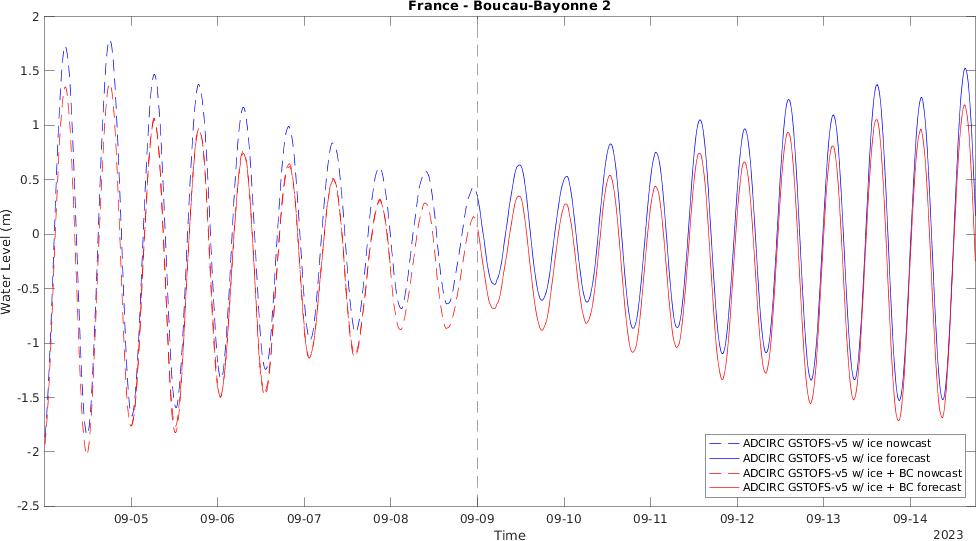 France - Boucau-Bayonne 2
2
1.5
1
0.5
0
-0.5
-1
-1.5
-2
-2.5
Water Level (m)
09-05 09-06 09-07 09-08 09-09 09-10 09-11 09-12 09-13 09-14
Time
2023
ADCIRC GSTOFS-v5 w/ ice nowcast
ADCIRC GSTOFS-v5 w/ ice forecast
ADCIRC GSTOFS-v5 w/ ice + BC nowcast
ADCIRC GSTOFS-v5 w/ ice + BC forecast